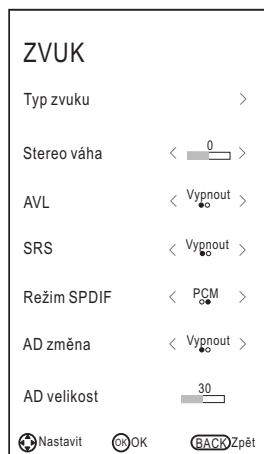 ZVUK
Typ zvuku
Stereo váha 0
AVL Vypnout
SRS Vypnout
Režim SPDIF PCM
AD změna Vypnout
AD velikost 30
Nastavit OK OK BACK Zpět